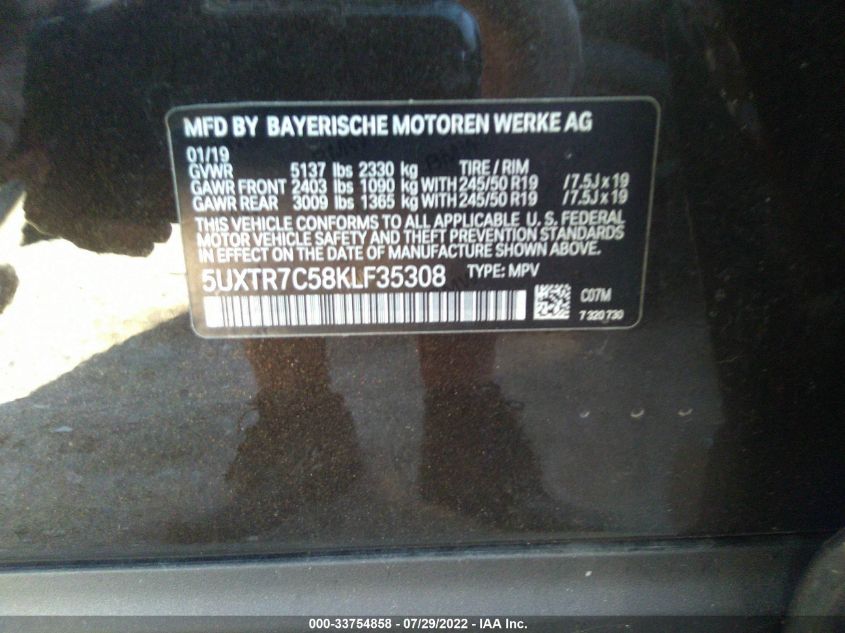 MFD BY BAYERISCHE MOTOREN WERKE AG
01/19
GVWR 5137 lbs 2330 kg TIRE / RIM
GAWR FRONT 2403 lbs 1090 kg WITH 245/50 R19 / 7.5J x 19
GAWR REAR 3009 lbs 1365 kg WITH 245/50 R19 / 7.5J x 19
THIS VEHICLE CONFORMS TO ALL APPLICABLE U. S. FEDERAL
MOTOR VEHICLE SAFETY AND THEFT PREVENTION STANDARDS
IN EFFECT ON THE DATE OF MANUFACTURE SHOWN ABOVE.
5UXTR7C58KLF35308 TYPE: MPV
C07M
7 320 730
000-33754858 - 07/29/2022 - IAA Inc.